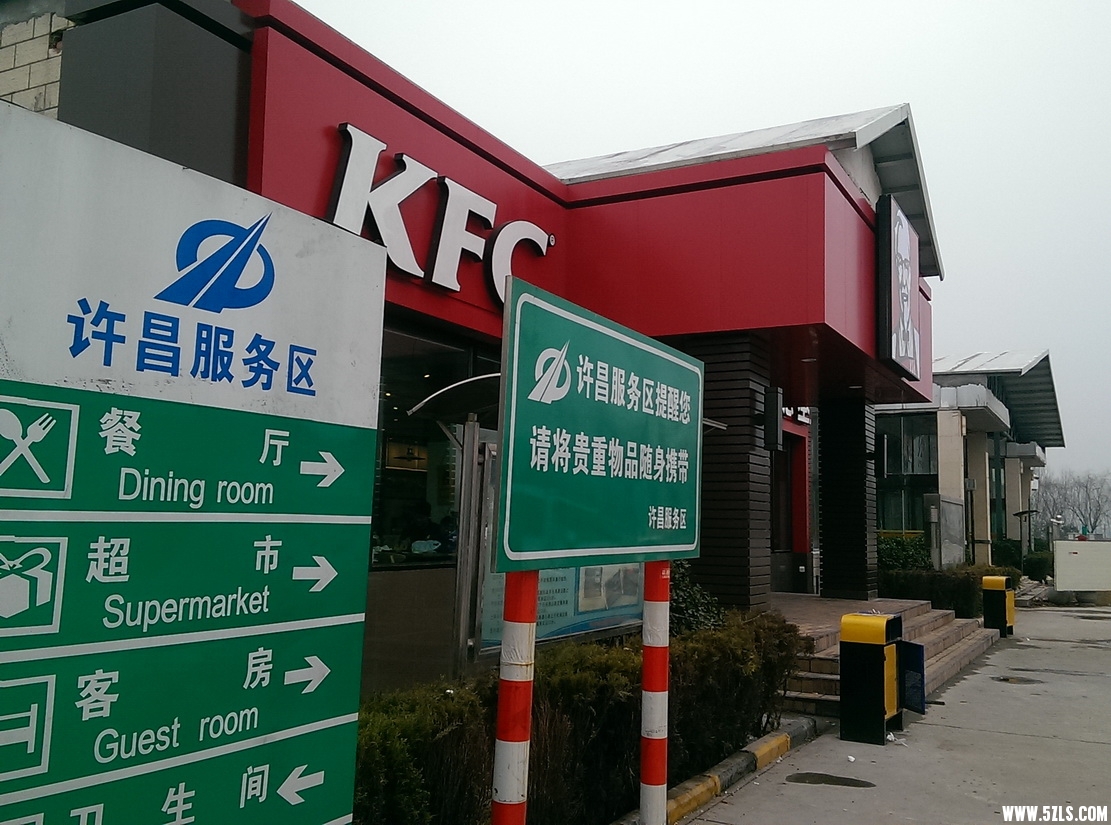 KFC
许昌服务区
餐厅
Dining room
超市
Supermarket
客房
Guest room
卫生间
许昌服务区提醒您
请将贵重物品随身携带
许昌服务区
WWW.5ZLS.COM